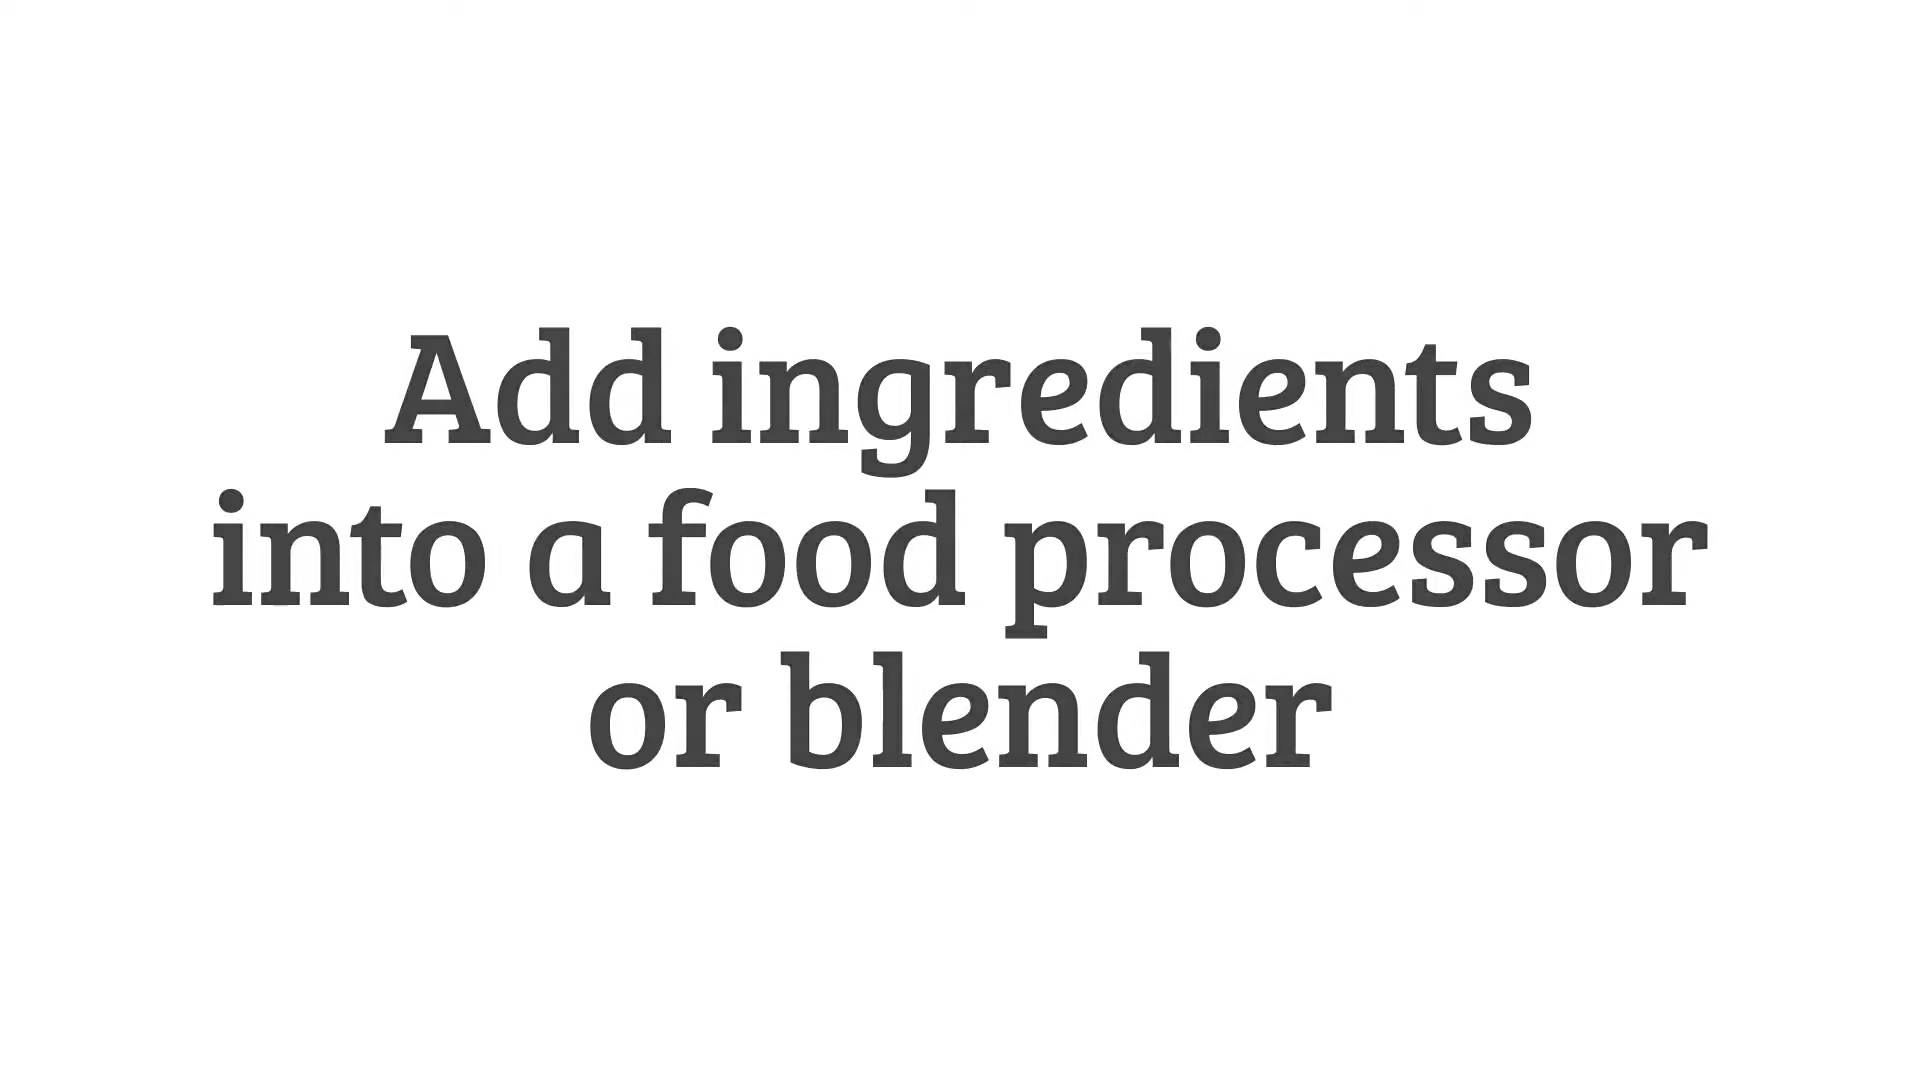 Add ingredients
into a food processor
or blender